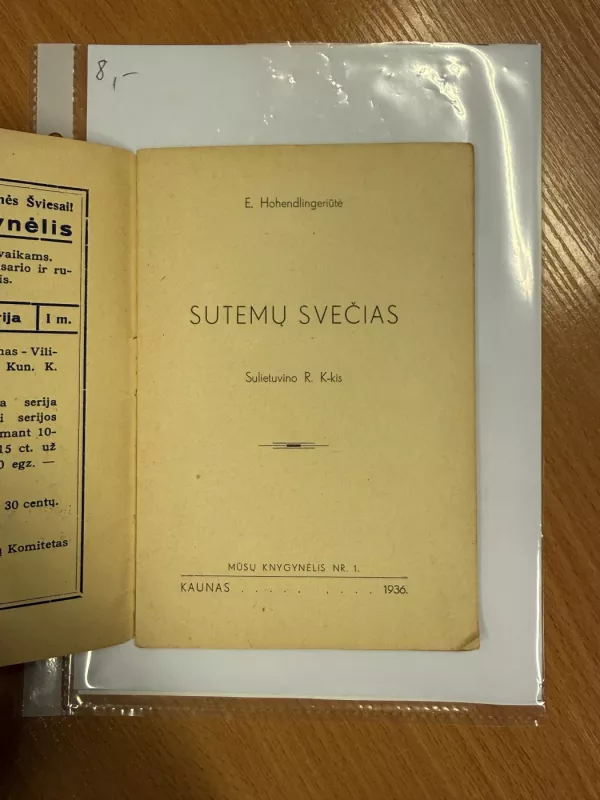 8,-
nės Šviesai!
ynėlis
vaikams.
sario ir ru-
is.
rija I m.
nas - Vili-
Kun. K.
a serija
i serijos
mant 10-
15 ct. už
0 egz. —
30 centų.
ų Komitetas
E. Hohendlingeriūtė
SUTEMŲ SVEČIAS
Sulietuvino R. K-kis
MŪSŲ KNYGYNĖLIS NR. 1.
KAUNAS . . . . . . . . . 1936.